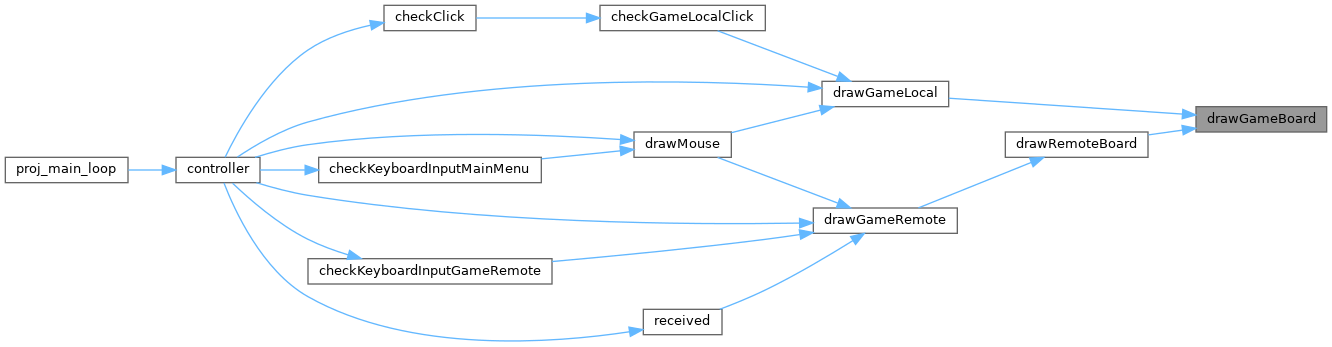 checkClick
checkGameLocalClick
drawGameLocal
drawGameBoard
drawMouse
drawRemoteBoard
proj_main_loop
controller
checkKeyboardInputMainMenu
drawGameRemote
checkKeyboardInputGameRemote
received